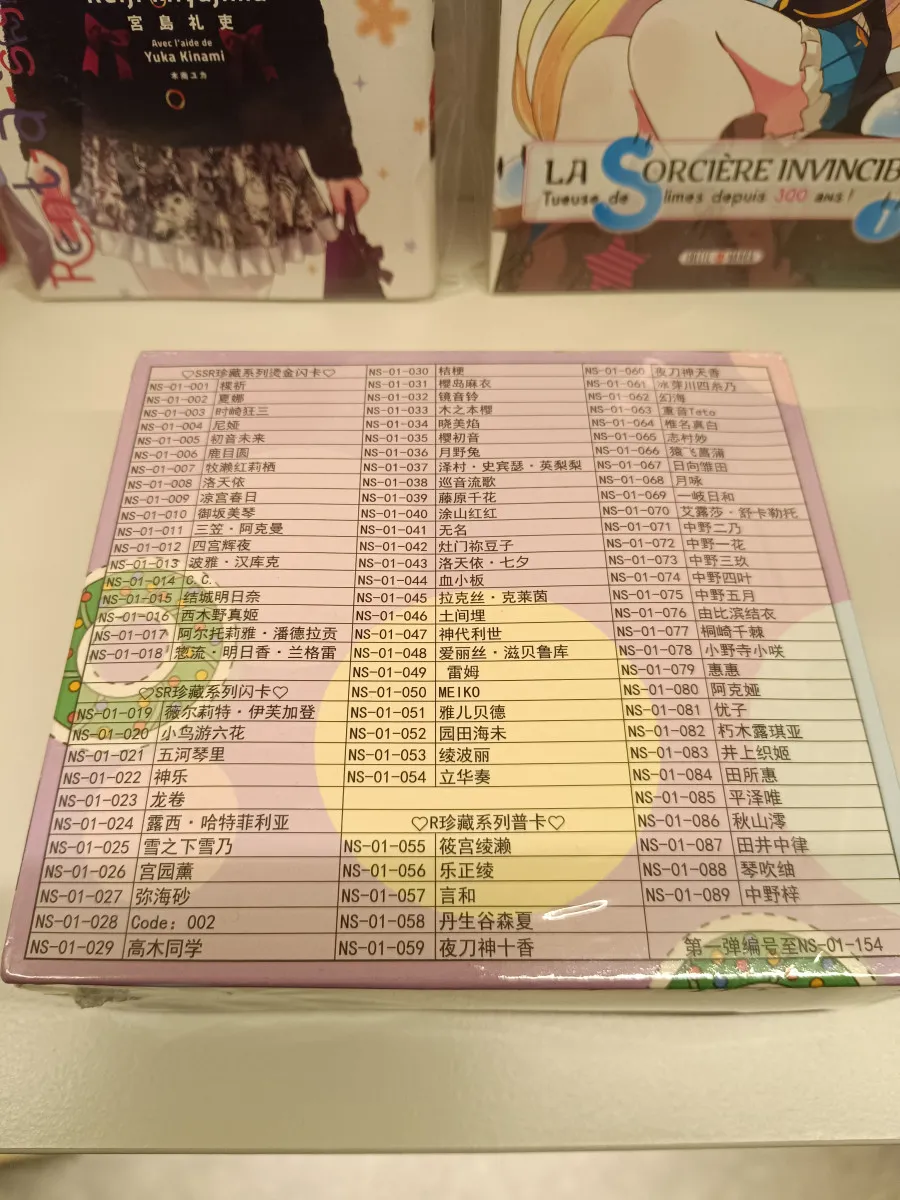 宮島礼吏
Avec l'aide de
Yuka Kinami
木南ユカ
LA SORCIÈRE INVINCIB
Tueuse de Slimes depuis 300 ans !
1
♡SSR珍藏系列烫金闪卡♡
NS-01-001 楪祈
NS-01-002 夏娜
NS-01-003 时崎狂三
NS-01-004 尼娅
NS-01-005 初音未来
NS-01-006 鹿目圆
NS-01-007 牧濑红莉栖
NS-01-008 洛天依
NS-01-009 凉宫春日
NS-01-010 御坂美琴
NS-01-011 三笠·阿克曼
NS-01-012 四宫辉夜
NS-01-013 波雅·汉库克
NS-01-014 C.C.
NS-01-015 结城明日奈
NS-01-016 西木野真姬
NS-01-017 阿尔托莉雅·潘德拉贡
NS-01-018 惣流·明日香·兰格雷
♡SR珍藏系列闪卡♡
NS-01-019 薇尔莉特·伊芙加登
NS-01-020 小鸟游六花
NS-01-021 五河琴里
NS-01-022 神乐
NS-01-023 龙卷
NS-01-024 露西·哈特菲利亚
NS-01-025 雪之下雪乃
NS-01-026 宫园薰
NS-01-027 弥海砂
NS-01-028 Code：002
NS-01-029 高木同学
NS-01-030 桔梗
NS-01-031 樱岛麻衣
NS-01-032 镜音铃
NS-01-033 木之本樱
NS-01-034 晓美焰
NS-01-035 樱初音
NS-01-036 月野兔
NS-01-037 泽村·史宾瑟·英梨梨
NS-01-038 巡音流歌
NS-01-039 藤原千花
NS-01-040 涂山红红
NS-01-041 无名
NS-01-042 灶门祢豆子
NS-01-043 洛天依·七夕
NS-01-044 血小板
NS-01-045 拉克丝·克莱茵
NS-01-046 土间埋
NS-01-047 神代利世
NS-01-048 爱丽丝·滋贝鲁库
NS-01-049 雷姆
NS-01-050 MEIKO
NS-01-051 雅儿贝德
NS-01-052 园田海未
NS-01-053 绫波丽
NS-01-054 立华奏
♡R珍藏系列普卡♡
NS-01-055 筱宫绫濑
NS-01-056 乐正绫
NS-01-057 言和
NS-01-058 丹生谷森夏
NS-01-059 夜刀神十香
NS-01-060 夜刀神天香
NS-01-061 冰芽川四糸乃
NS-01-062 幻海
NS-01-063 重音Teto
NS-01-064 椎名真白
NS-01-065 志村妙
NS-01-066 猿飞菖蒲
NS-01-067 日向雏田
NS-01-068 月咏
NS-01-069 一岐日和
NS-01-070 艾露莎·舒卡勒托
NS-01-071 中野二乃
NS-01-072 中野一花
NS-01-073 中野三玖
NS-01-074 中野四叶
NS-01-075 中野五月
NS-01-076 由比滨结衣
NS-01-077 桐崎千棘
NS-01-078 小野寺小咲
NS-01-079 惠惠
NS-01-080 阿克娅
NS-01-081 优子
NS-01-082 朽木露琪亚
NS-01-083 井上织姬
NS-01-084 田所惠
NS-01-085 平泽唯
NS-01-086 秋山澪
NS-01-087 田井中律
NS-01-088 琴吹䌷
NS-01-089 中野梓
第一弹编号至NS-01-154